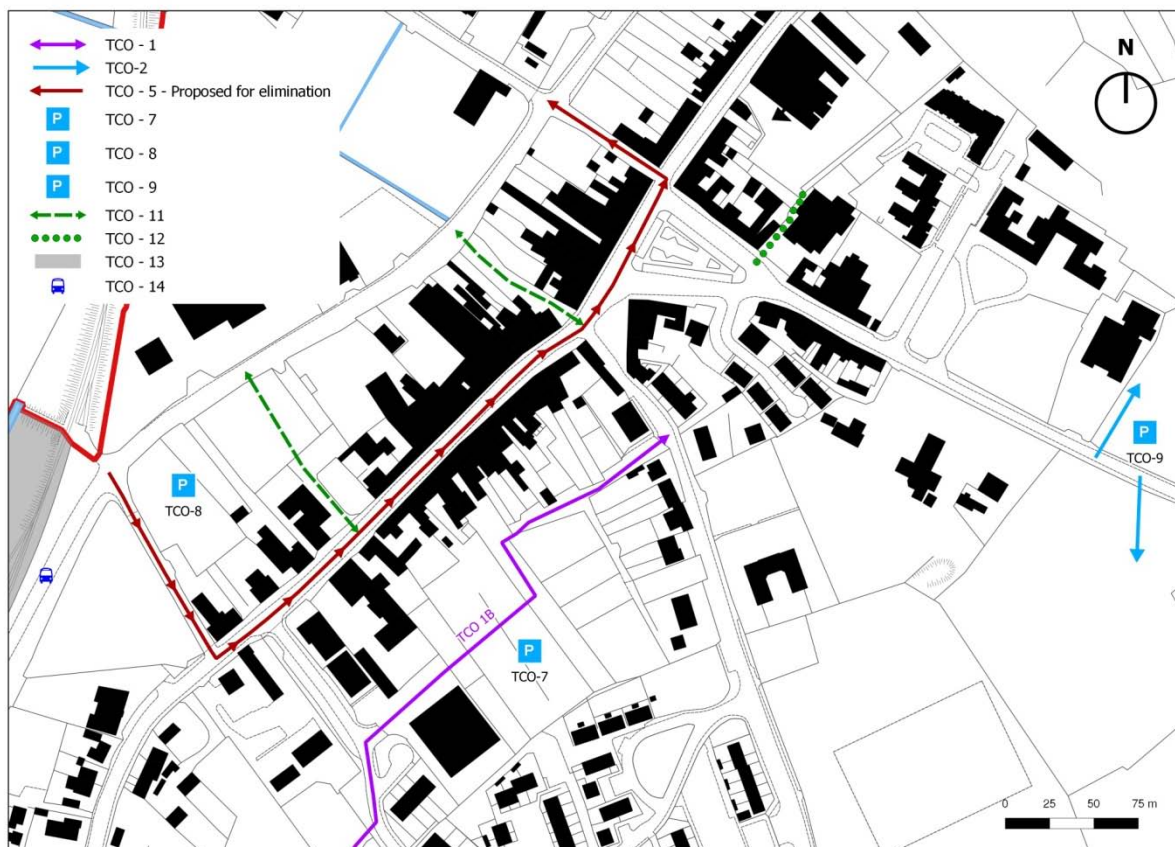 TCO - 1
TCO-2
TCO - 5 - Proposed for elimination
P TCO - 7
P TCO - 8
P TCO - 9
TCO - 11
TCO - 12
TCO - 13
TCO - 14
N
P
TCO-9
P
TCO-8
TCO 1B
P
TCO-7
0 25 50 75 m